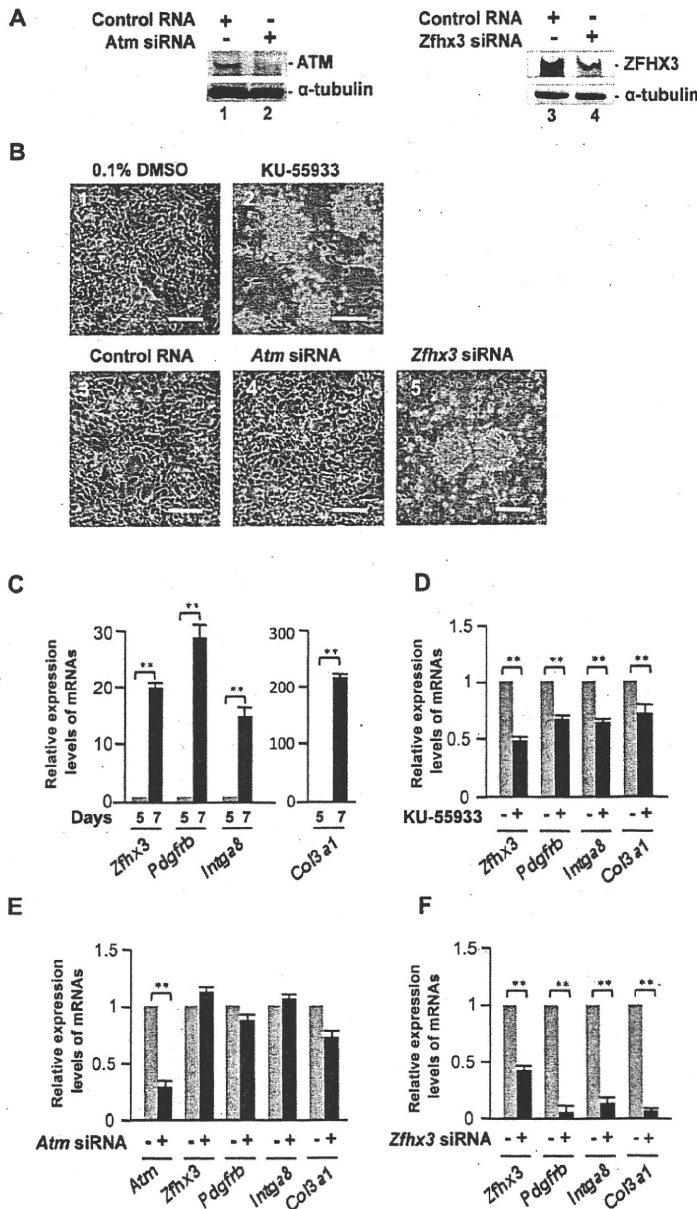 A
Control RNA + -
Atm siRNA - +
- ATM
- α-tubulin
1 2
Control RNA + -
Zfhx3 siRNA - +
- ZFHX3
- α-tubulin
3 4
B
0.1% DMSO
KU-55933
1
2
Control RNA
Atm siRNA
Zfhx3 siRNA
3
4
5
C
Relative expression
levels of mRNAs
30
20
10
0
300
200
100
0
** ** ** **
Days 5 7 5 7 5 7 5 7
Zfhx3 Pdgfrb Intga8 Col3a1
D
Relative expression
levels of mRNAs
1.5
1
0.5
0
** ** ** **
KU-55933 - + - + - + - +
Zfhx3 Pdgfrb Intga8 Col3a1
E
Relative expression
levels of mRNAs
1.5
1
0.5
0
**
Atm siRNA - + - + - + - + - +
Atm Zfhx3 Pdgfrb Intga8 Col3a1
F
Relative expression
levels of mRNAs
1.5
1
0.5
0
** ** ** **
Zfhx3 siRNA - + - + - + - +
Zfhx3 Pdgfrb Intga8 Col3a1